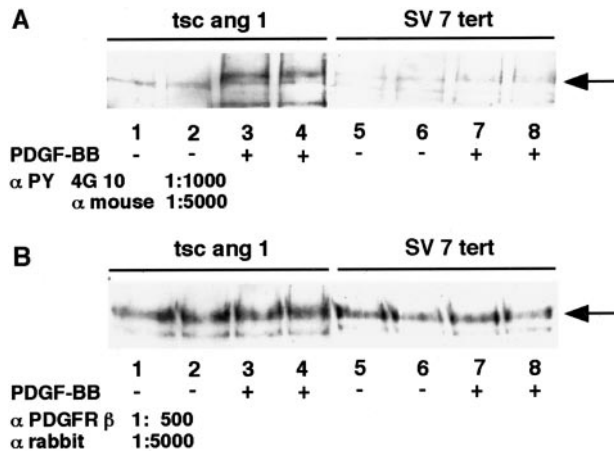 A
tsc ang 1 SV 7 tert
1 2 3 4 5 6 7 8
PDGF-BB - - + + - - + +
α PY 4G 10 1:1000
α mouse 1:5000
B
tsc ang 1 SV 7 tert
1 2 3 4 5 6 7 8
PDGF-BB - - + + - - + +
α PDGFR β 1: 500
α rabbit 1:5000